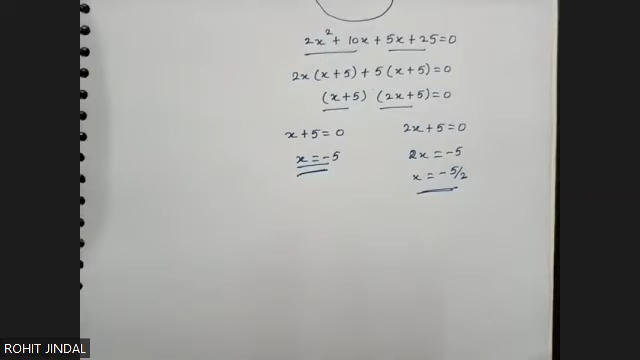 2x² + 10x + 5x + 25 = 0
2x (x + 5) + 5 (x + 5) = 0
(x + 5) (2x + 5) = 0
x + 5 = 0
x = -5
2x + 5 = 0
2x = -5
x = -5/2
ROHIT JINDAL